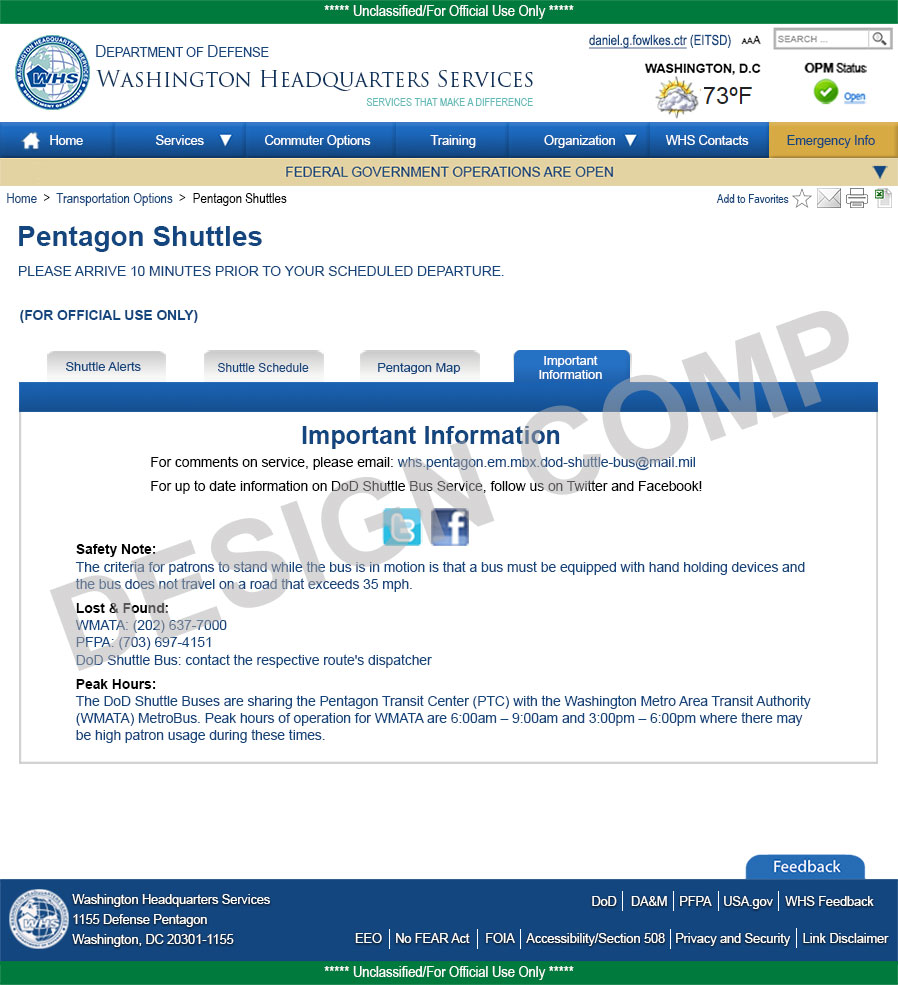 ***** Unclassified/For Official Use Only *****
DEPARTMENT OF DEFENSE
WASHINGTON HEADQUARTERS SERVICES
SERVICES THAT MAKE A DIFFERENCE
WHS
daniel.g.fowlkes.ctr (EITSD) AAA
SEARCH ...
WASHINGTON, D.C
73ºF
OPM Status
Open
Home Services Commuter Options Training Organization WHS Contacts Emergency Info
FEDERAL GOVERNMENT OPERATIONS ARE OPEN
Home > Transportation Options > Pentagon Shuttles
Add to Favorites
Pentagon Shuttles
PLEASE ARRIVE 10 MINUTES PRIOR TO YOUR SCHEDULED DEPARTURE.
(FOR OFFICIAL USE ONLY)
Shuttle Alerts Shuttle Schedule Pentagon Map Important Information
DESIGN COMP
Important Information
For comments on service, please email: whs.pentagon.em.mbx.dod-shuttle-bus@mail.mil
For up to date information on DoD Shuttle Bus Service, follow us on Twitter and Facebook!
Safety Note:
The criteria for patrons to stand while the bus is in motion is that a bus must be equipped with hand holding devices and
the bus does not travel on a road that exceeds 35 mph.
Lost & Found:
WMATA: (202) 637-7000
PFPA: (703) 697-4151
DoD Shuttle Bus: contact the respective route's dispatcher
Peak Hours:
The DoD Shuttle Buses are sharing the Pentagon Transit Center (PTC) with the Washington Metro Area Transit Authority
(WMATA) MetroBus. Peak hours of operation for WMATA are 6:00am – 9:00am and 3:00pm – 6:00pm where there may
be high patron usage during these times.
Feedback
WHS
Washington Headquarters Services
1155 Defense Pentagon
Washington, DC 20301-1155
DoD | DA&M | PFPA | USA.gov | WHS Feedback
EEO | No FEAR Act | FOIA | Accessibility/Section 508 | Privacy and Security | Link Disclaimer
***** Unclassified/For Official Use Only *****